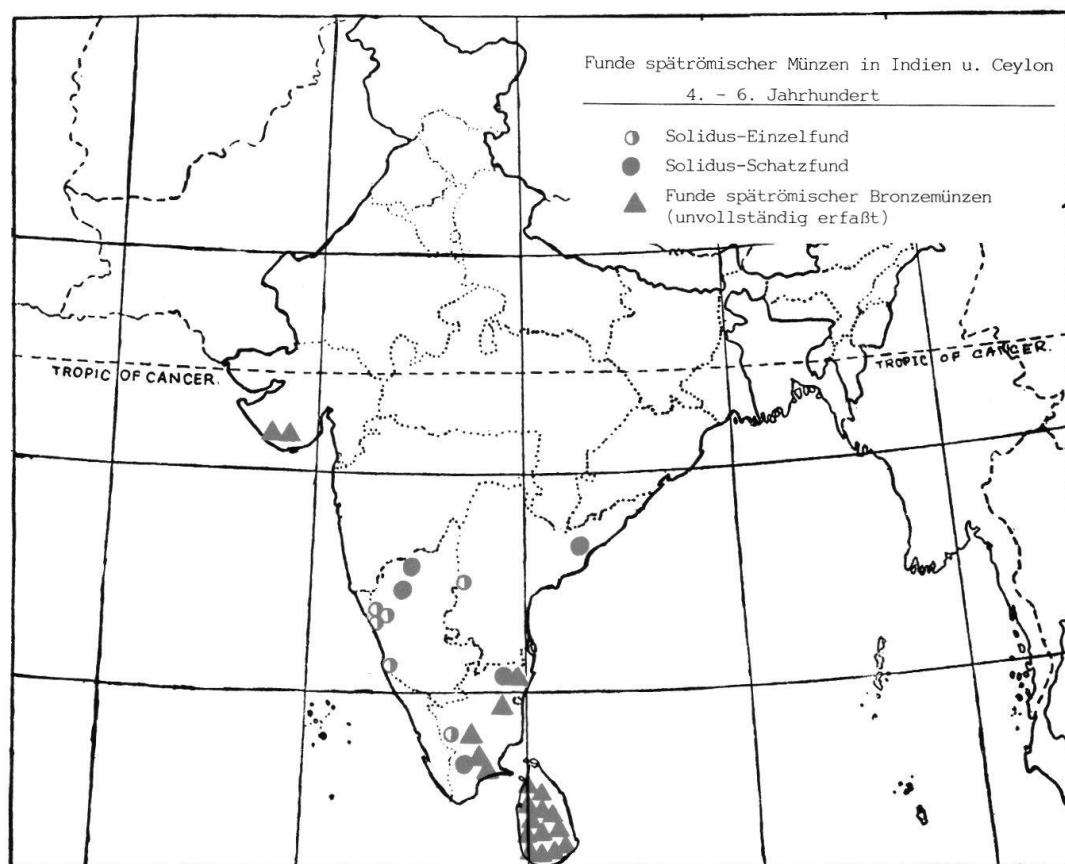 Funde spätrömischer Münzen in Indien u. Ceylon
4. - 6. Jahrhundert
Solidus-Einzelfund
Solidus-Schatzfund
Funde spätrömischer Bronzemünzen
(unvollständig erfaßt)
TROPIC OF CANCER.
TROPIC OF CANCER.